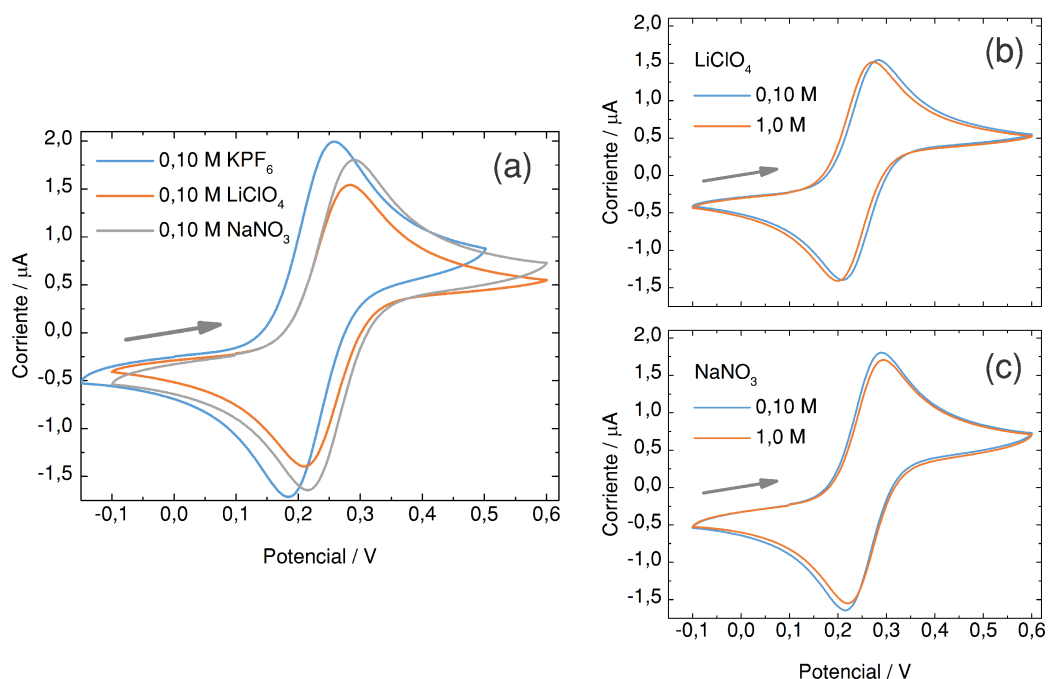 (a)
0,10 M KPF₆
0,10 M LiClO₄
0,10 M NaNO₃
2,0
1,5
1,0
0,5
0,0
-0,5
-1,0
-1,5
Corriente / μA
-0,1 0,0 0,1 0,2 0,3 0,4 0,5 0,6
Potencial / V
(b)
LiClO₄
0,10 M
1,0 M
2,0
1,5
1,0
0,5
0,0
-0,5
-1,0
-1,5
Corriente / μA
(c)
NaNO₃
0,10 M
1,0 M
2,0
1,5
1,0
0,5
0,0
-0,5
-1,0
-1,5
Corriente / μA
-0,1 0,0 0,1 0,2 0,3 0,4 0,5 0,6
Potencial / V